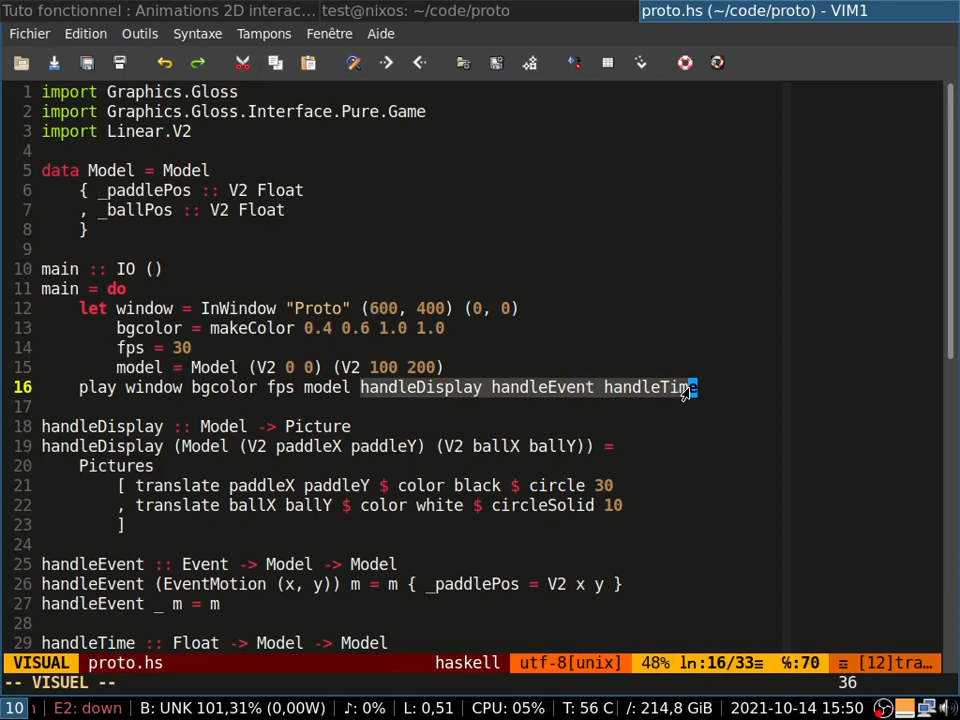 Tuto fonctionnel : Animations 2D interac... test@nixos: ~/code/proto proto.hs (~/code/proto) - VIM1
Fichier Edition Outils Syntaxe Tampons Fenêtre Aide
1 import Graphics.Gloss
2 import Graphics.Gloss.Interface.Pure.Game
3 import Linear.V2
4
5 data Model = Model
6 { _paddlePos :: V2 Float
7 , _ballPos :: V2 Float
8 }
9
10 main :: IO ()
11 main = do
12 let window = InWindow "Proto" (600, 400) (0, 0)
13 bgcolor = makeColor 0.4 0.6 1.0 1.0
14 fps = 30
15 model = Model (V2 0 0) (V2 100 200)
16 play window bgcolor fps model handleDisplay handleEvent handleTime
17
18 handleDisplay :: Model -> Picture
19 handleDisplay (Model (V2 paddleX paddleY) (V2 ballX ballY)) =
20 Pictures
21 [ translate paddleX paddleY $ color black $ circle 30
22 , translate ballX ballY $ color white $ circleSolid 10
23 ]
24
25 handleEvent :: Event -> Model -> Model
26 handleEvent (EventMotion (x, y)) m = m { _paddlePos = V2 x y }
27 handleEvent _ m = m
28
29 handleTime :: Float -> Model -> Model
VISUAL proto.hs haskell utf-8[unix] 48% ln:16/33≡ ℅:70 [12]tra...
-- VISUEL -- 36
10 E2: down B: UNK 101,31% (0,00W) ♪: 0% L: 0,51 CPU: 05% T: 56 C /: 214,8 GiB 2021-10-14 15:50